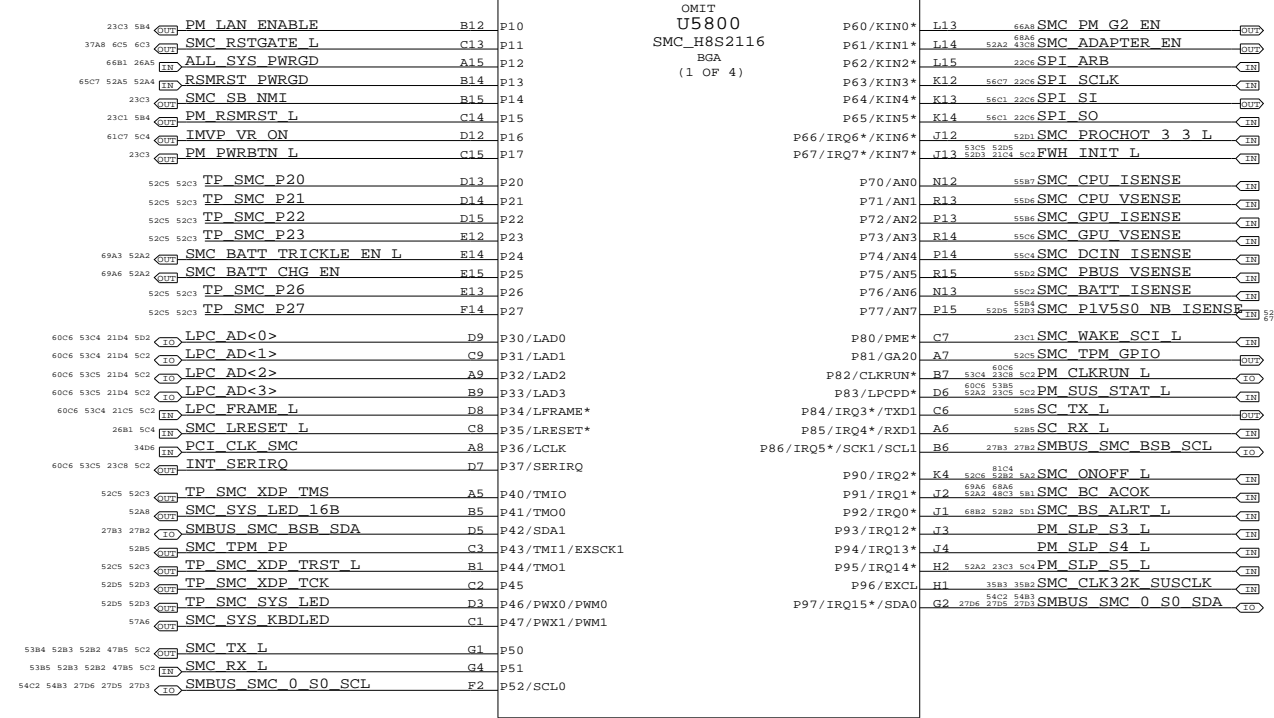 OMIT
U5800
SMC_H8S2116
BGA
(1 OF 4)
23C3 5B4 OUT PM_LAN_ENABLE B12 P10
37A8 6C5 6C3 OUT SMC_RSTGATE_L C13 P11
66B1 26A5 IN ALL_SYS_PWRGD A15 P12
65C7 52A5 52A4 IN RSMRST_PWRGD B14 P13
23C3 OUT SMC_SB_NMI B15 P14
23C1 5B4 OUT PM_RSMRST_L C14 P15
61C7 5C4 OUT IMVP_VR_ON D12 P16
23C3 OUT PM_PWRBTN_L C15 P17
52C5 52C3 TP_SMC_P20 D13 P20
52C5 52C3 TP_SMC_P21 D14 P21
52C5 52C3 TP_SMC_P22 D15 P22
52C5 52C3 TP_SMC_P23 E12 P23
69A3 52A2 OUT SMC_BATT_TRICKLE_EN_L E14 P24
69A6 52A2 OUT SMC_BATT_CHG_EN E15 P25
52C5 52C3 TP_SMC_P26 E13 P26
52C5 52C3 TP_SMC_P27 F14 P27
60C6 53C4 21D4 5D2 IO LPC_AD<0> D9 P30/LAD0
60C6 53C5 21D4 5C2 IO LPC_AD<1> C9 P31/LAD1
60C6 53C5 21D4 5C2 IO LPC_AD<2> A9 P32/LAD2
60C6 53C5 21D4 5C2 IO LPC_AD<3> B9 P33/LAD3
60C6 53C4 21C5 5C2 IN LPC_FRAME_L D8 P34/LFRAME*
26B1 5C4 IN SMC_LRESET_L C8 P35/LRESET*
34D6 IN PCI_CLK_SMC A8 P36/LCLK
60C6 53C5 23C8 5C2 OUT INT_SERIRQ D7 P37/SERIRQ
52C5 52C3 OUT TP_SMC_XDP_TMS A5 P40/TMIO
52A8 OUT SMC_SYS_LED_16B B5 P41/TMO0
27B3 27B2 IO SMBUS_SMC_BSB_SDA D5 P42/SDA1
52B5 OUT SMC_TPM_PP C3 P43/TMI1/EXSCK1
52C5 52C3 OUT TP_SMC_XDP_TRST_L B1 P44/TMO1
52D5 52D3 OUT TP_SMC_XDP_TCK C2 P45
52D5 52D3 OUT TP_SMC_SYS_LED D3 P46/PWX0/PWM0
57A6 OUT SMC_SYS_KBDLED C1 P47/PWX1/PWM1
53B4 52B3 52B2 47B5 5C2 OUT SMC_TX_L G1 P50
53B5 52B3 52B2 47B5 5C2 IN SMC_RX_L G4 P51
54C2 54B3 27D6 27D5 27D3 IO SMBUS_SMC_0_S0_SCL F2 P52/SCL0
P60/KIN0* L13 66A8 SMC_PM_G2_EN OUT
68A6
P61/KIN1* L14 52A2 43C8 SMC_ADAPTER_EN OUT
P62/KIN2* L15 22C6 SPI_ARB IN
P63/KIN3* K12 56C7 22C6 SPI_SCLK IN
P64/KIN4* K13 56C1 22C6 SPI_SI OUT
P65/KIN5* K14 56C1 22C6 SPI_SO IN
P66/IRQ6*/KIN6* J12 52D1 SMC_PROCHOT_3_3_L IN
53C5 52D5
P67/IRQ7*/KIN7* J13 52D3 21C4 5C2 FWH_INIT_L IN
P70/AN0 N12 55B7 SMC_CPU_ISENSE IN
P71/AN1 R13 55D6 SMC_CPU_VSENSE IN
P72/AN2 P13 55B6 SMC_GPU_ISENSE IN
P73/AN3 R14 55C6 SMC_GPU_VSENSE IN
P74/AN4 P14 55C4 SMC_DCIN_ISENSE IN
P75/AN5 R15 55D2 SMC_PBUS_VSENSE IN
P76/AN6 N13 55C2 SMC_BATT_ISENSE IN
55B4
P77/AN7 P15 52D5 52D3 SMC_P1V5S0_NB_ISENSE IN 52
67
P80/PME* C7 23C1 SMC_WAKE_SCI_L IN
P81/GA20 A7 52C5 SMC_TPM_GPIO OUT
60C6
P82/CLKRUN* B7 53C4 23C8 5C2 PM_CLKRUN_L IO
60C6 53B5
P83/LPCPD* D6 52A2 23C5 5C2 PM_SUS_STAT_L IN
P84/IRQ3*/TXD1 C6 52B5 SC_TX_L OUT
P85/IRQ4*/RXD1 A6 52B5 SC_RX_L IN
P86/IRQ5*/SCK1/SCL1 B6 27B3 27B2 SMBUS_SMC_BSB_SCL IO
81C4
P90/IRQ2* K4 52C6 52B2 5A2 SMC_ONOFF_L IN
69A6 68A6
P91/IRQ1* J2 52A2 48C3 5B1 SMC_BC_ACOK IN
P92/IRQ0* J1 68B2 52B2 5D1 SMC_BS_ALRT_L IN
P93/IRQ12* J3 PM_SLP_S3_L IN
P94/IRQ13* J4 PM_SLP_S4_L IN
P95/IRQ14* H2 52A2 23C3 5C4 PM_SLP_S5_L IN
P96/EXCL H1 35B3 35B2 SMC_CLK32K_SUSCLK IN
54C2 54B3
P97/IRQ15*/SDA0 G2 27D6 27D5 27D3 SMBUS_SMC_0_S0_SDA IO